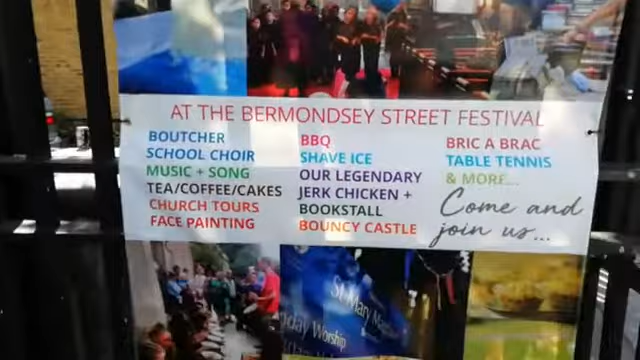 AT THE BERMONDSEY STREET FESTIVAL
BOUTCHER
SCHOOL CHOIR
MUSIC + SONG
TEA/COFFEE/CAKES
CHURCH TOURS
FACE PAINTING
BBQ
SHAVE ICE
OUR LEGENDARY
JERK CHICKEN +
BOOKSTALL
BOUNCY CASTLE
BRIC A BRAC
TABLE TENNIS
& MORE...
Come and
join us...
St Mary
Worship